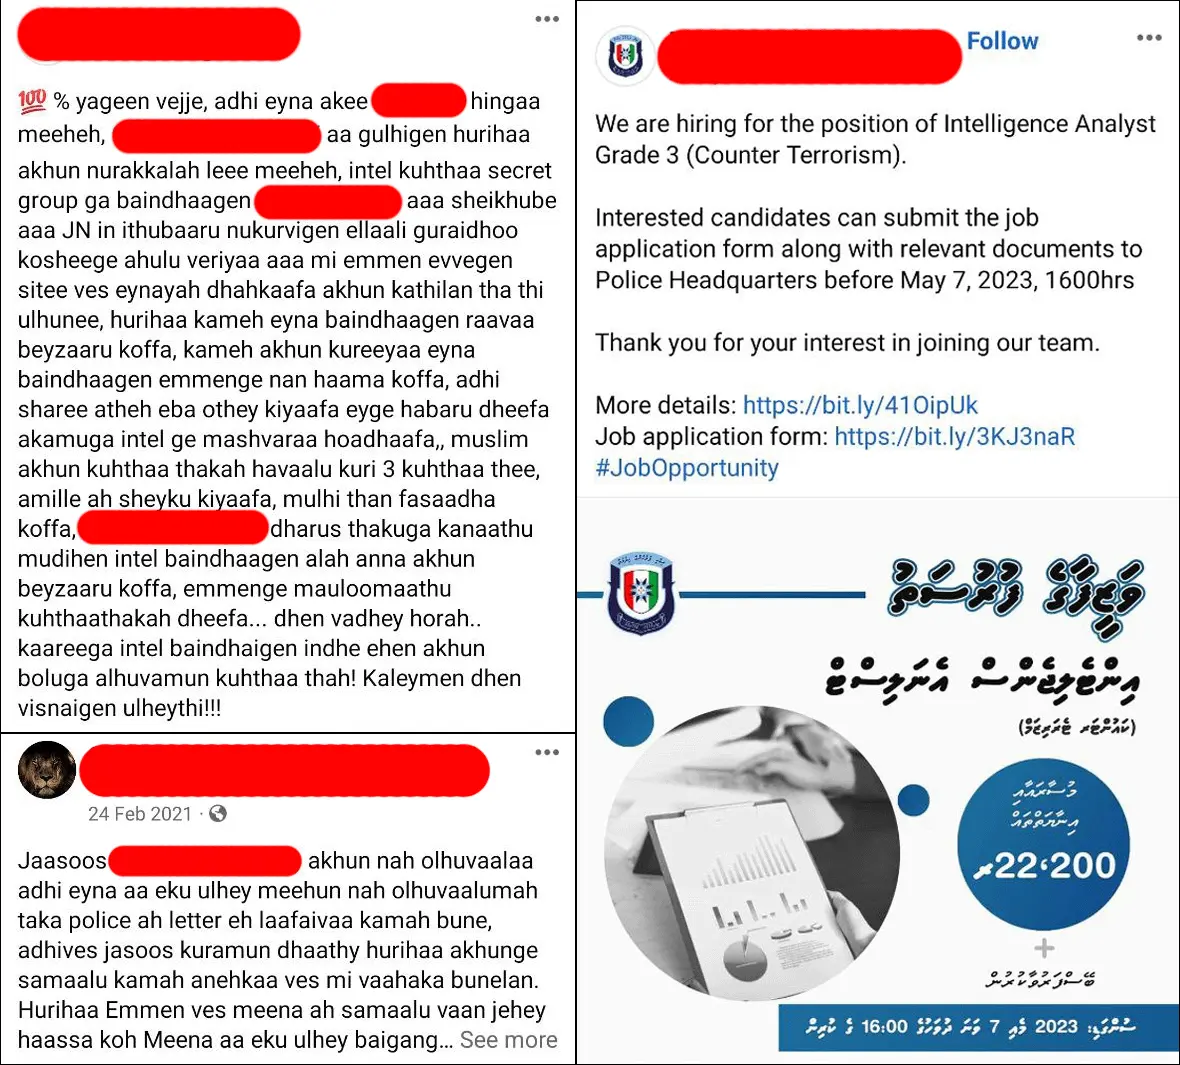 💯 % yageen vejje, adhi eyna akee hingaa
meeheh, aa gulhigen hurihaa
akhun nurakkalah leee meeheh, intel kuhthaa secret
group ga baindhaagen aaa sheikhube
aaa JN in ithubaaru nukurvigen ellaali guraidhoo
kosheege ahulu veriyaa aaa mi emmen evvegen
sitee ves eynayah dhahkaafa akhun kathilan tha thi
ulhunee, hurihaa kameh eyna baindhaagen raavaa
beyzaaru koffa, kameh akhun kureeyaa eyna
baindhaagen emmenge nan haama koffa, adhi
sharee atheh eba othey kiyaafa eyge habaru dheefa
akamuga intel ge mashvaraa hoadhaafa,, muslim
akhun kuhthaa thakah havaalu kuri 3 kuhthaa thee,
amille ah sheyku kiyaafa, mulhi than fasaadha
koffa, dharus thakuga kanaathu
mudihen intel baindhaagen alah anna akhun
beyzaaru koffa, emmenge mauloomaathu
kuhthaathakah dheefa... dhen vadhey horah..
kaareega intel baindhaigen indhe ehen akhun
boluga alhuvamun kuhthaa thah! Kaleymen dhen
visnaigen ulheythi!!!
24 Feb 2021 ·
Jaasoos akhun nah olhuvaalaa
adhi eyna aa eku ulhey meehun nah olhuvaalumah
taka police ah letter eh laafaivaa kamah bune,
adhives jasoos kuramun dhaathy hurihaa akhunge
samaalu kamah anehkaa ves mi vaahaka bunelan.
Hurihaa Emmen ves meena ah samaalu vaan jehey
haassa koh Meena aa eku ulhey baigang... See more
Follow
We are hiring for the position of Intelligence Analyst
Grade 3 (Counter Terrorism).
Interested candidates can submit the job
application form along with relevant documents to
Police Headquarters before May 7, 2023, 1600hrs
Thank you for your interest in joining our team.
More details: https://bit.ly/41OipUk
Job application form: https://bit.ly/3KJ3naR
#JobOpportunity
ވަޒީފާގެ ފުރުސަތު
އިންޓެލިޖެންސް އެނަލިސްޓް
(ކައުންޓަރ ޓެރަރިޒަމް)
މުސާރައާއި
އިނާޔަތްތައް
22،200ރ
+
ބޭސްފަރުވާކުރުން
ސުންގަޑި: 2023 މެއި 7 ވަނަ ދުވަހުގެ 16:00 ގެ ކުރިން